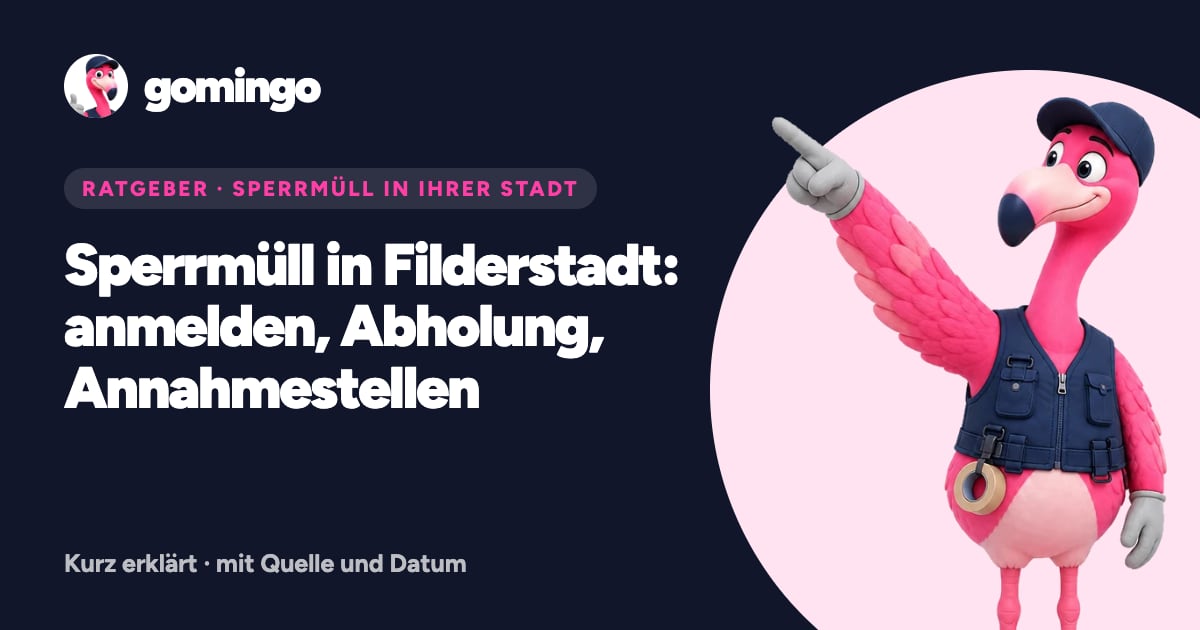 gomingo
RATGEBER · SPERRMÜLL IN IHRER STADT
Sperrmüll in Filderstadt:
anmelden, Abholung,
Annahmestellen
Kurz erklärt · mit Quelle und Datum